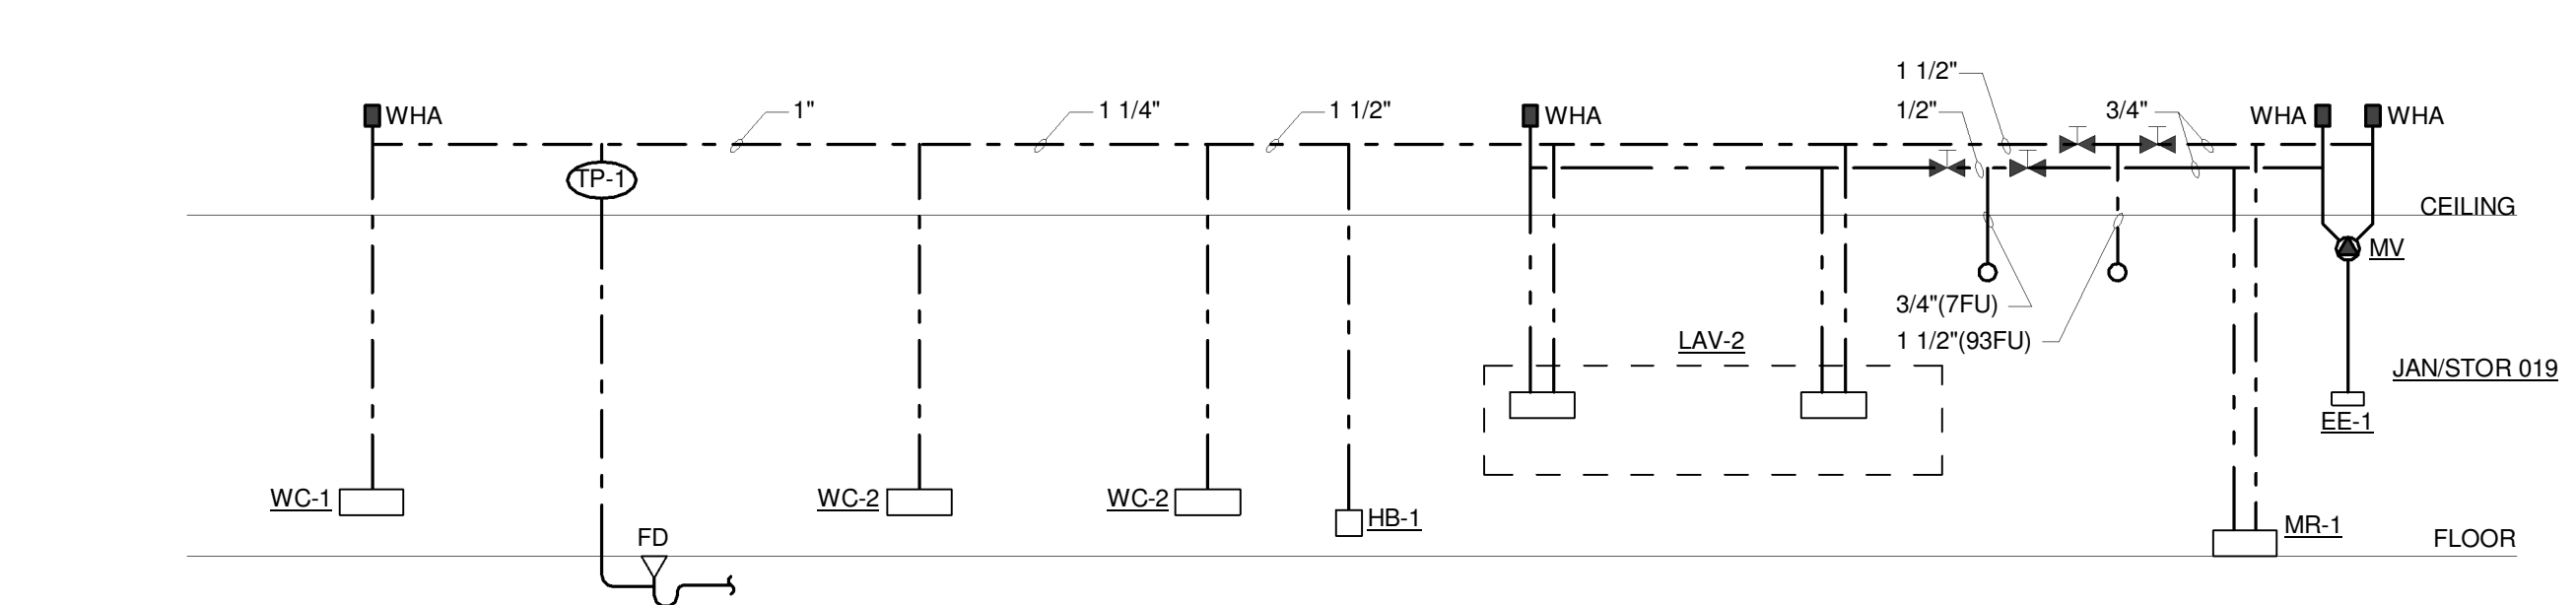 1 1/2"
WHA
1"
1 1/4"
1 1/2"
WHA
1/2"
3/4"
WHA
WHA
TP-1
CEILING
MV
3/4"(7FU)
1 1/2"(93FU)
LAV-2
JAN/STOR 019
EE-1
WC-1
WC-2
WC-2
HB-1
MR-1
FD
FLOOR